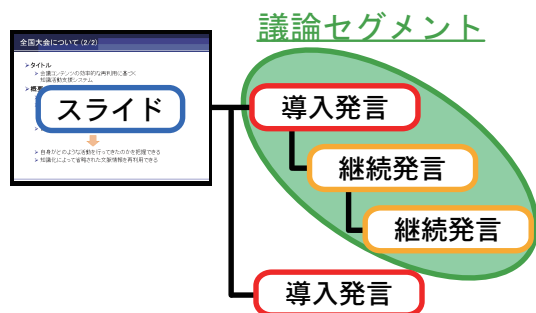 議論セグメント
全国大会について (2/2)
タイトル
会議コンテンツの効率的な再利用に基づく
知識活動支援システム
スライド
自身がどのような活動を行ってきたのかを把握できる
知識化によって省略された文脈情報を再利用できる
導入発言
継続発言
継続発言
導入発言